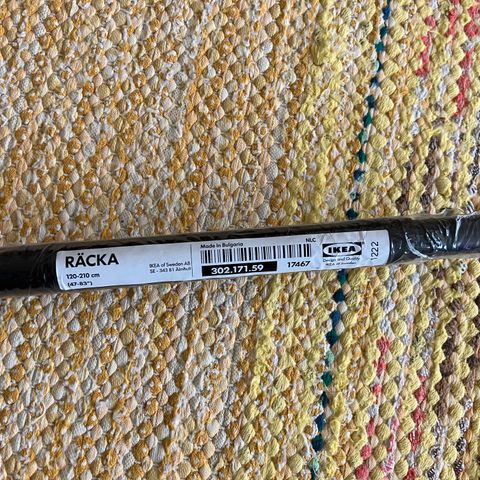 RÄCKA
120-210 cm
(47-83")
IKEA of Sweden AB
SE - 343 81 Älmhult
Made in Bulgaria
NLC
302.171.59
17467
IKEA
Design and Quality
IKEA of Sweden
1222